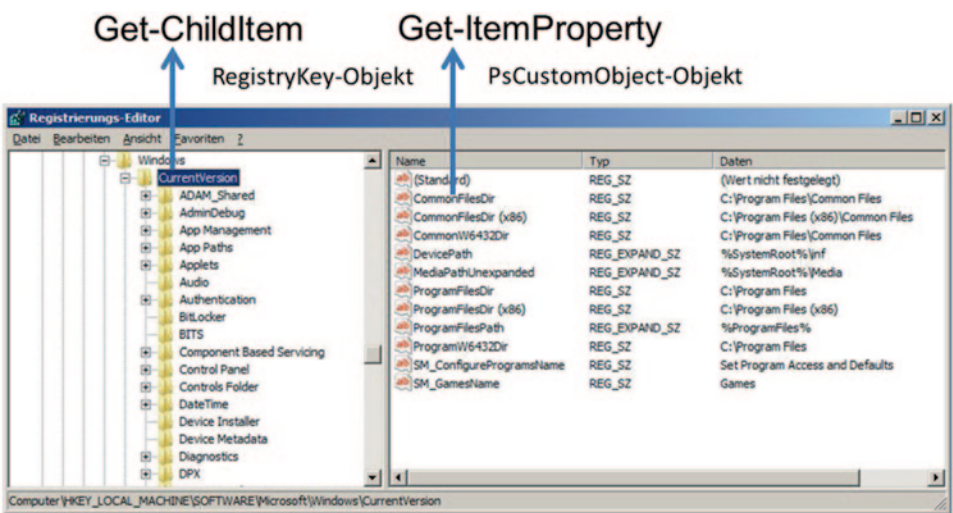 Get-ChildItem
Get-ItemProperty
RegistryKey-Objekt
PsCustomObject-Objekt
Registrierungs-Editor
Datei Bearbeiten Ansicht Favoriten ?
Windows
CurrentVersion
ADAM_Shared
AdminDebug
App Management
App Paths
Applets
Audio
Authentication
BitLocker
BITS
Component Based Servicing
Control Panel
Controls Folder
DateTime
Device Installer
Device Metadata
Diagnostics
DPX
Name Typ Daten
(Standard) REG_SZ (Wert nicht festgelegt)
CommonFilesDir REG_SZ C:\Program Files\Common Files
CommonFilesDir (x86) REG_SZ C:\Program Files (x86)\Common Files
CommonW6432Dir REG_SZ C:\Program Files\Common Files
DevicePath REG_EXPAND_SZ %SystemRoot%\inf
MediaPathUnexpanded REG_EXPAND_SZ %SystemRoot%\Media
ProgramFilesDir REG_SZ C:\Program Files
ProgramFilesDir (x86) REG_SZ C:\Program Files (x86)
ProgramFilesPath REG_EXPAND_SZ %ProgramFiles%
ProgramW6432Dir REG_SZ C:\Program Files
SM_ConfigureProgramsName REG_SZ Set Program Access and Defaults
SM_GamesName REG_SZ Games
Computer\HKEY_LOCAL_MACHINE\SOFTWARE\Microsoft\Windows\CurrentVersion